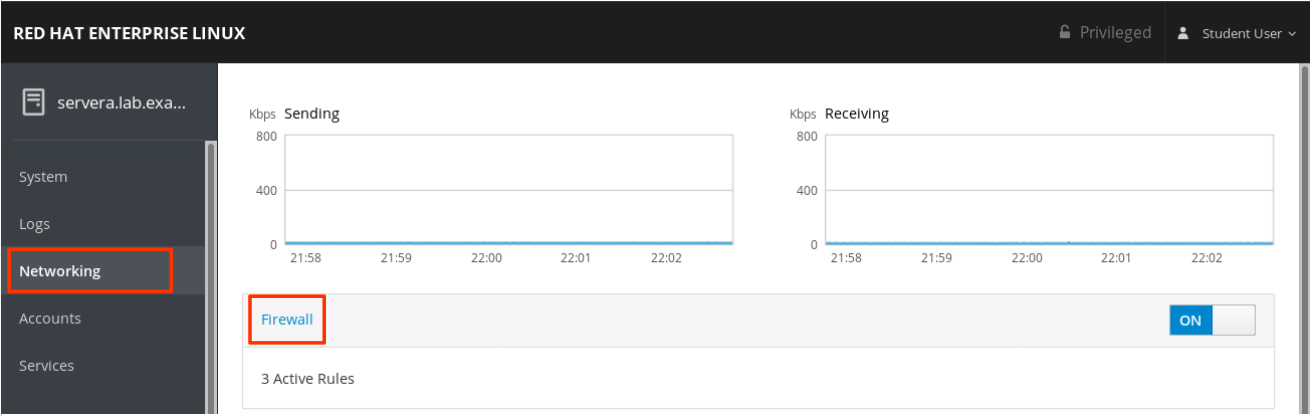 RED HAT ENTERPRISE LINUX
Privileged
Student User
servera.lab.exa...
System
Logs
Networking
Accounts
Services
Kbps Sending
800
400
0
21:58 21:59 22:00 22:01 22:02
Kbps Receiving
800
400
0
21:58 21:59 22:00 22:01 22:02
Firewall
ON
3 Active Rules